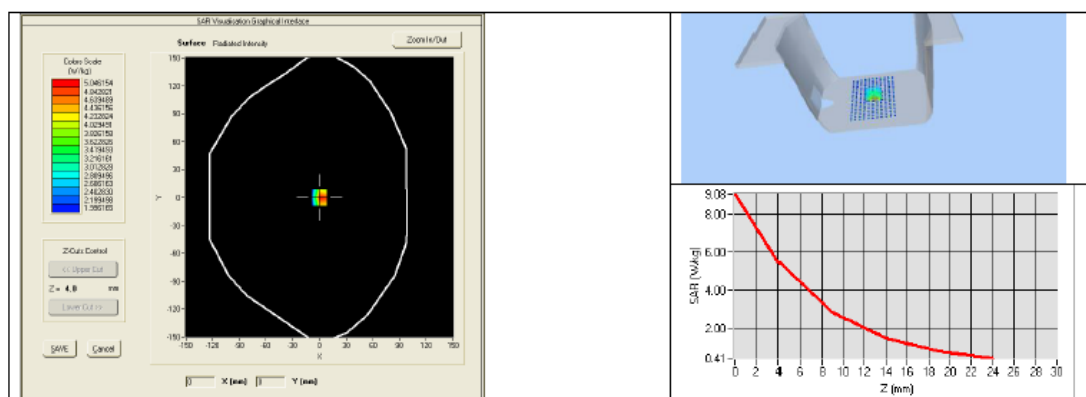 SAR Visualisation Graphical Interface
Surface Radiated Intensity
Zoom In/Out
Colors Scale
(W/kg)
5.046154
4.842821
4.639489
4.436156
4.232824
4.029491
3.826158
3.622826
3.419493
3.216161
3.012828
2.809496
2.606163
2.402830
2.199498
1.996165
Z-Cuts Control
<< Upper Cut
Z = 4.0 mm
Lower Cut >>
SAVE Cancel
150
120
90
60
30
0
-30
-60
-90
-120
-150
Y
-150 -120 -90 -60 -30 0 30 60 90 120 150
X
X (mm) Y (mm)
9.08
8.00
6.00
4.00
2.00
0.41
SAR (W/kg)
0 2 4 6 8 10 12 14 16 18 20 22 24 26 28 30
Z (mm)